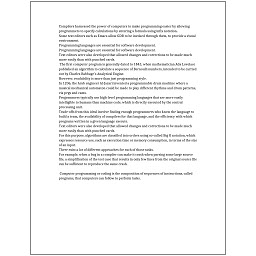 Compilers harnessed the power of computers to make programming easier by allowing
programmers to specify calculations by entering a formula using infix notation.
Some text editors such as Emacs allow GDB to be invoked through them, to provide a visual
environment.
Programming languages are essential for software development.
Programming languages are essential for software development.
Text editors were also developed that allowed changes and corrections to be made much
more easily than with punched cards.
The first computer program is generally dated to 1843, when mathematician Ada Lovelace
published an algorithm to calculate a sequence of Bernoulli numbers, intended to be carried
out by Charles Babbage's Analytical Engine.
However, readability is more than just programming style.
In 1206, the Arab engineer Al-Jazari invented a programmable drum machine where a
musical mechanical automaton could be made to play different rhythms and drum patterns,
via pegs and cams.
Programmers typically use high-level programming languages that are more easily
intelligible to humans than machine code, which is directly executed by the central
processing unit.
Trade-offs from this ideal involve finding enough programmers who know the language to
build a team, the availability of compilers for that language, and the efficiency with which
programs written in a given language execute.
Text editors were also developed that allowed changes and corrections to be made much
more easily than with punched cards.
For this purpose, algorithms are classified into orders using so-called Big O notation, which
expresses resource use, such as execution time or memory consumption, in terms of the size
of an input.
There exist a lot of different approaches for each of those tasks.
For example, when a bug in a compiler can make it crash when parsing some large source
file, a simplification of the test case that results in only few lines from the original source file
can be sufficient to reproduce the same crash.
Computer programming or coding is the composition of sequences of instructions, called
programs, that computers can follow to perform tasks.